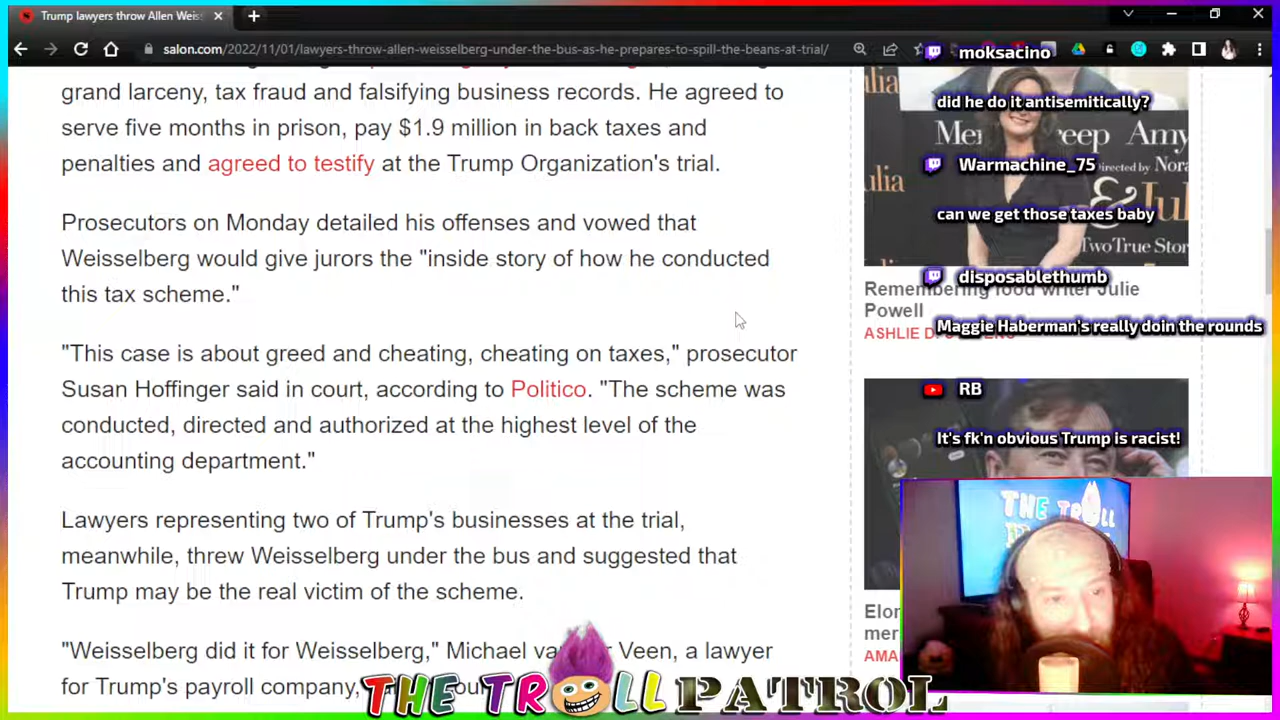 Trump lawyers throw Allen Weis
salon.com/2022/11/01/lawyers-throw-allen-weisselberg-under-the-bus-as-he-prepares-to-spill-the-beans-at-trial/
grand larceny, tax fraud and falsifying business records. He agreed to
serve five months in prison, pay $1.9 million in back taxes and
penalties and agreed to testify at the Trump Organization's trial.
Prosecutors on Monday detailed his offenses and vowed that
Weisselberg would give jurors the "inside story of how he conducted
this tax scheme."
"This case is about greed and cheating, cheating on taxes," prosecutor
Susan Hoffinger said in court, according to Politico. "The scheme was
conducted, directed and authorized at the highest level of the
accounting department."
Lawyers representing two of Trump's businesses at the trial,
meanwhile, threw Weisselberg under the bus and suggested that
Trump may be the real victim of the scheme.
"Weisselberg did it for Weisselberg," Michael Veen, a lawyer
for Trump's payroll company,
moksacino
did he do it antisemitically?
Warmachine_75
can we get those taxes baby
disposablethumb
Remembering food writer Julie
Powell
Maggie Haberman's really doin the rounds
RB
It's fk'n obvious Trump is racist!
THE TROLL
THE TROLL PATROL